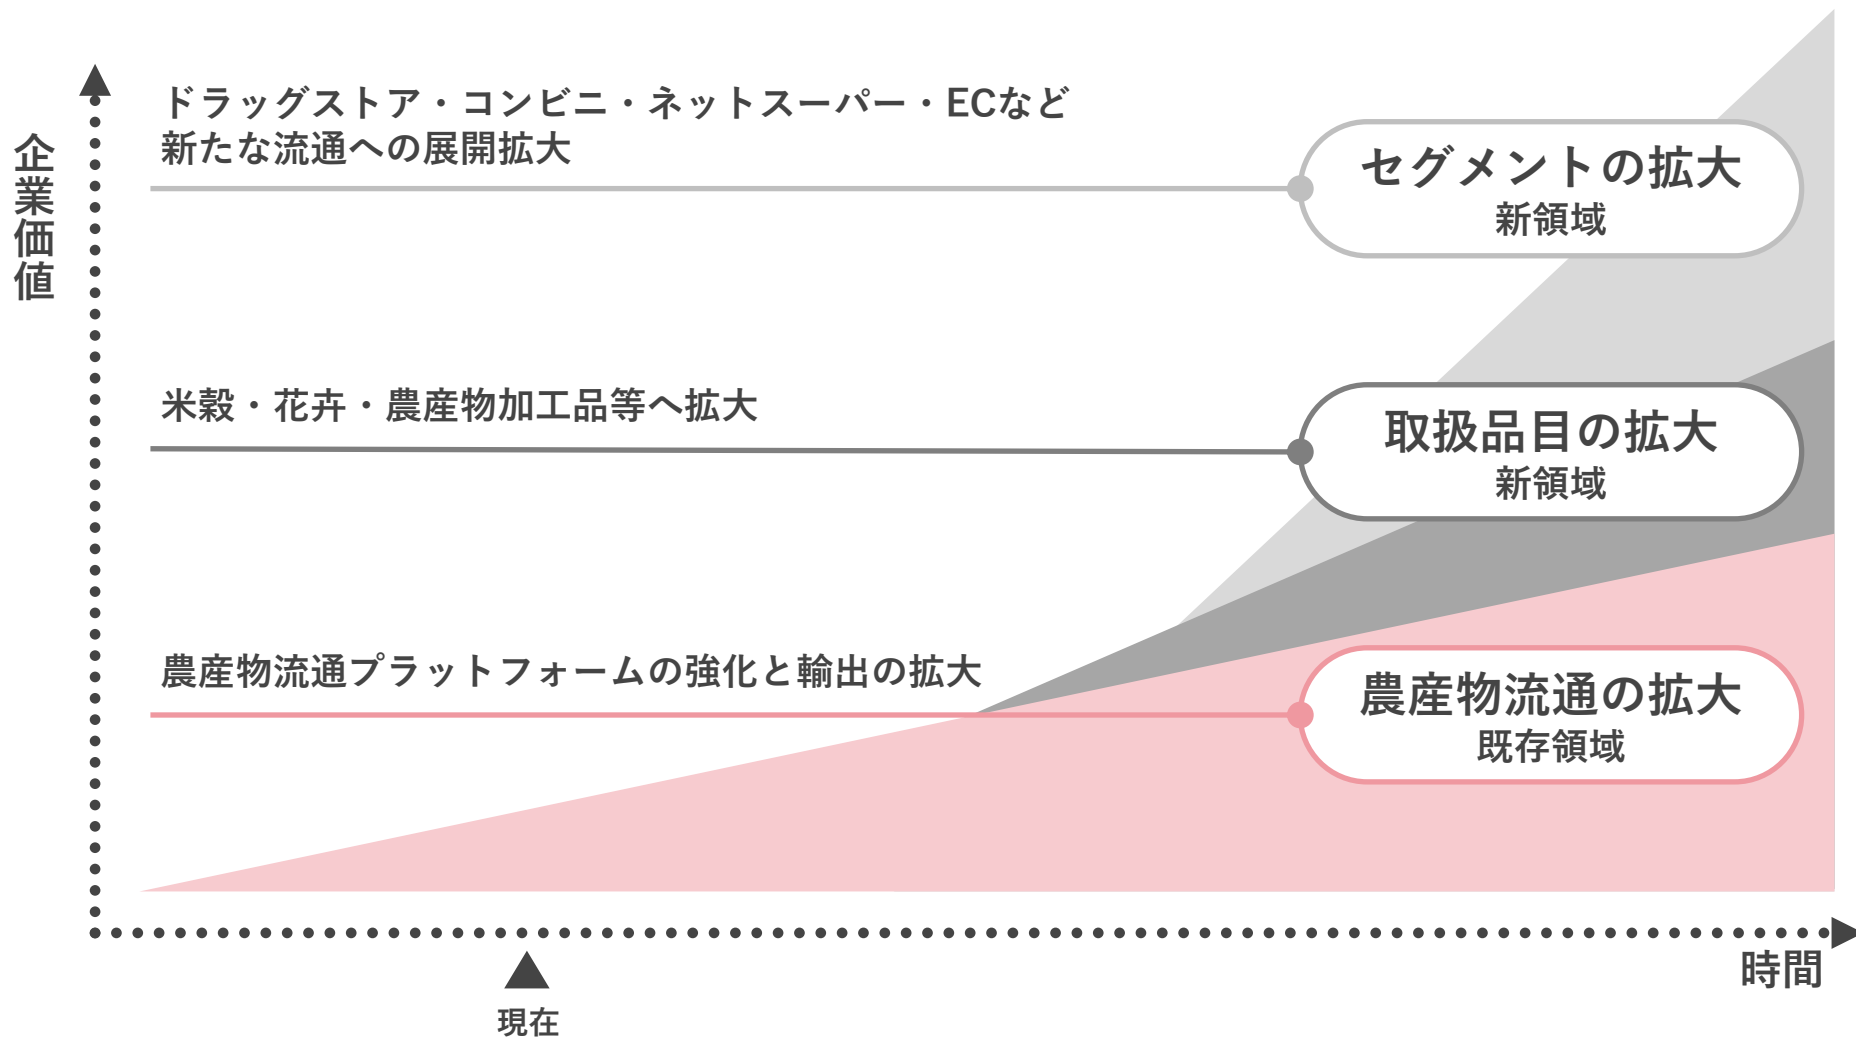 企業価値
ドラッグストア・コンビニ・ネットスーパー・ECなど
新たな流通への展開拡大
セグメントの拡大
新領域
米穀・花卉・農産物加工品等へ拡大
取扱品目の拡大
新領域
農産物流通プラットフォームの強化と輸出の拡大
農産物流通の拡大
既存領域
時間
現在